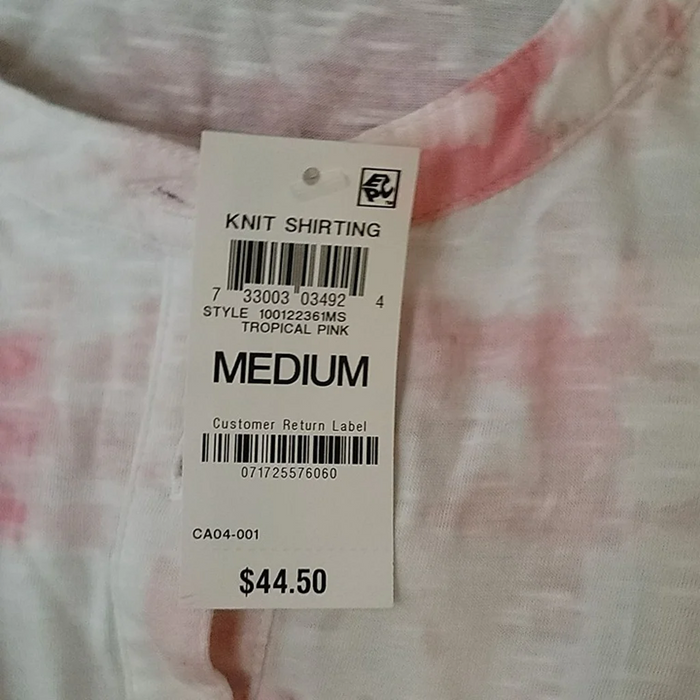 KNIT SHIRTING
7 33003 03492 4
STYLE 100122361MS
TROPICAL PINK
MEDIUM
Customer Return Label
071725576060
CA04-001
$44.50